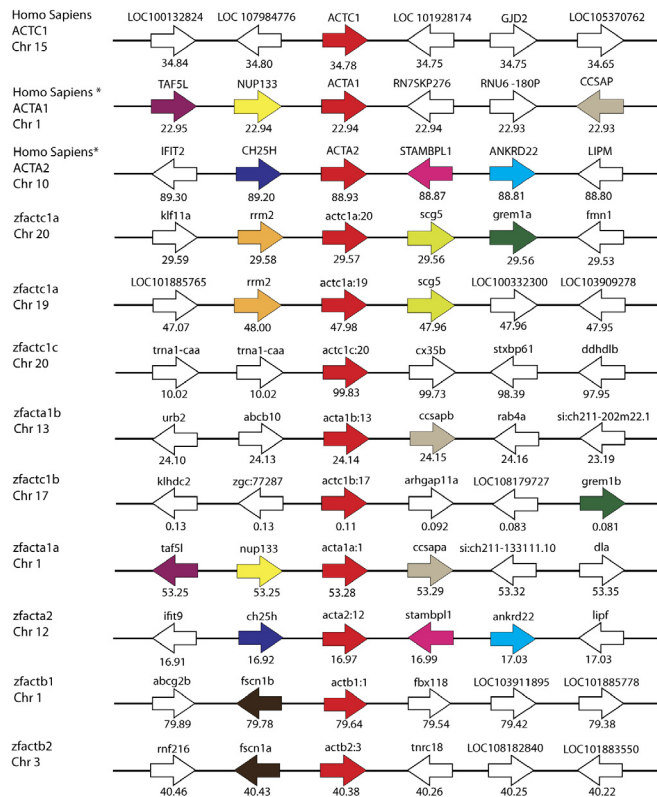 Homo Sapiens
ACTC1
Chr 15
LOC100132824 LOC 107984776 ACTC1 LOC 101928174 GJD2 LOC105370762
34.84 34.80 34.78 34.75 34.75 34.65
Homo Sapiens *
ACTA1
Chr 1
TAF5L NUP133 ACTA1 RN7SKP276 RNU6 -180P CCSAP
22.95 22.94 22.94 22.94 22.93 22.93
Homo Sapiens*
ACTA2
Chr 10
IFIT2 CH25H ACTA2 STAMBPL1 ANKRD22 LIPM
89.30 89.20 88.93 88.87 88.81 88.80
zfactc1a
Chr 20
klf11a rrm2 actc1a:20 scg5 grem1a fmn1
29.59 29.58 29.57 29.56 29.56 29.53
zfactc1a
Chr 19
LOC101885765 rrm2 actc1a:19 scg5 LOC100332300 LOC103909278
47.07 48.00 47.98 47.96 47.96 47.95
zfactc1c
Chr 20
trna1-caa trna1-caa actc1c:20 cx35b stxbp61 ddhdlb
10.02 10.02 99.83 99.73 98.39 97.95
zfacta1b
Chr 13
urb2 abcb10 acta1b:13 ccsapb rab4a si:ch211-202m22.1
24.10 24.13 24.14 24.15 24.16 23.19
zfactc1b
Chr 17
klhdc2 zgc:77287 actc1b:17 arhgap11a LOC108179727 grem1b
0.13 0.13 0.11 0.092 0.083 0.081
zfacta1a
Chr 1
taf5l nup133 acta1a:1 ccsapa si:ch211-133111.10 dla
53.25 53.25 53.28 53.29 53.32 53.35
zfacta2
Chr 12
ifit9 ch25h acta2:12 stambpl1 ankrd22 lipf
16.91 16.92 16.97 16.99 17.03 17.03
zfactb1
Chr 1
abcg2b fscn1b actb1:1 fbx118 LOC103911895 LOC101885778
79.89 79.78 79.64 79.54 79.42 79.38
zfactb2
Chr 3
rnf216 fscn1a actb2:3 tnrc18 LOC108182840 LOC101883550
40.46 40.43 40.38 40.26 40.25 40.22